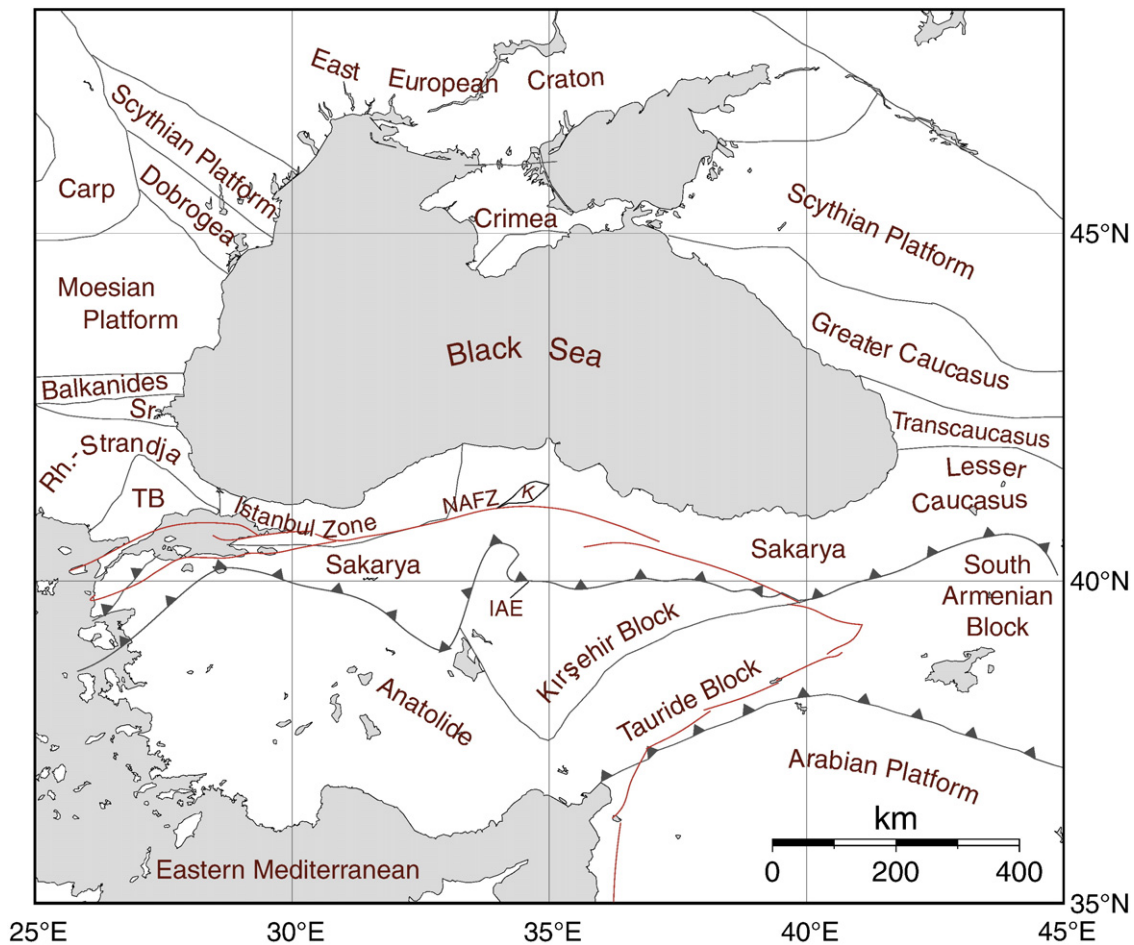 East European Craton
Scythian Platform
Carp
Dobrogea
Crimea
Scythian Platform
45°N
Moesian
Platform
Black Sea
Greater Caucasus
Balkanides
Sr
Transcaucasus
Rh.-Strandja
Lesser
Caucasus
TB
Istanbul Zone
NAFZ
K
Sakarya
Sakarya
South
Armenian
Block
40°N
IAE
Kırşehir Block
Anatolide
Tauride Block
Arabian Platform
km
0 200 400
Eastern Mediterranean
35°N
25°E 30°E 35°E 40°E 45°E